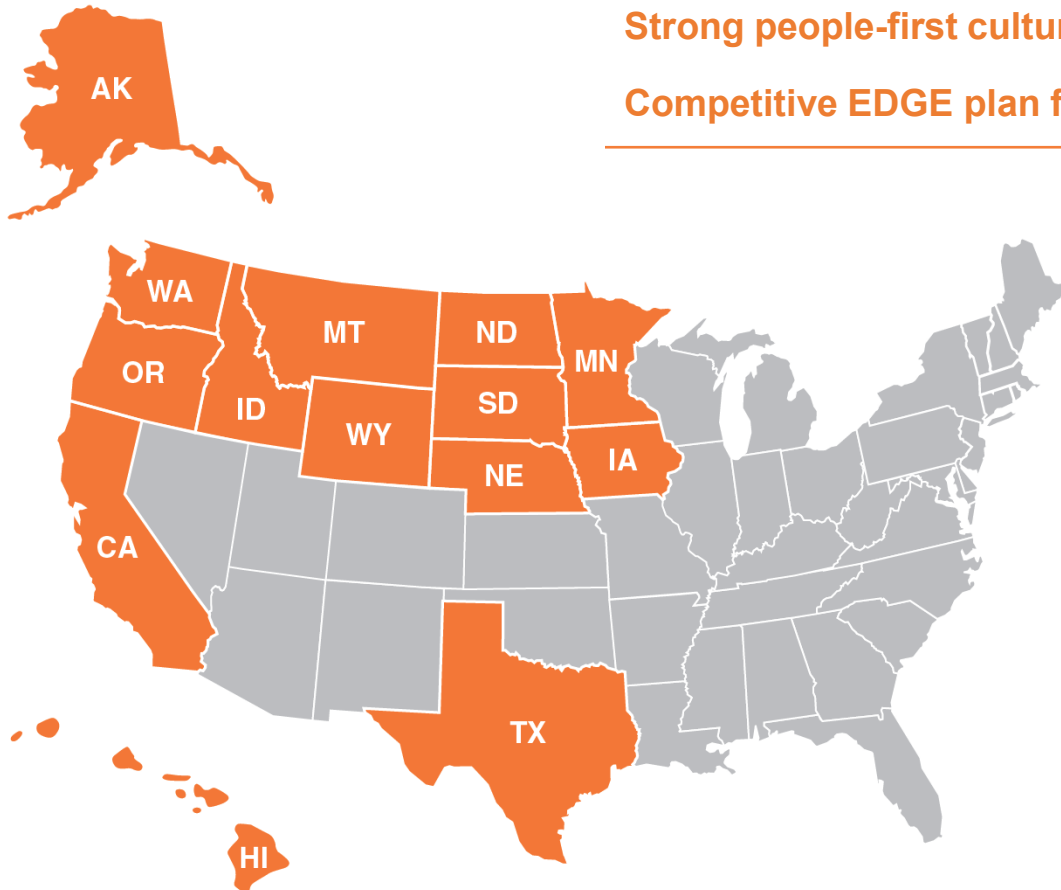 Strong people-first cultur
Competitive EDGE plan f
AK
WA
MT
ND
MN
OR
ID
SD
WY
IA
NE
CA
TX
HI